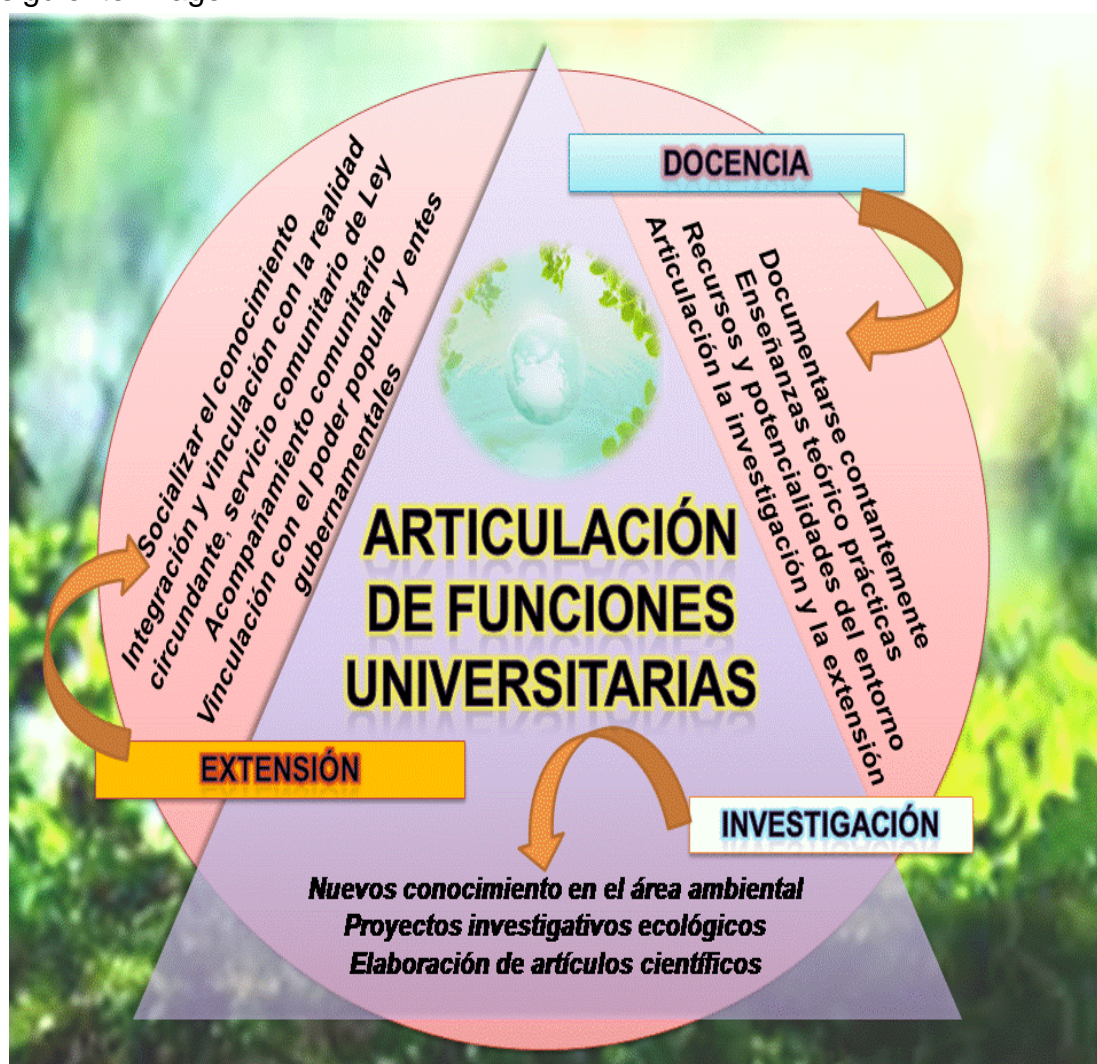 DOCENCIA
Documentarse contantemente
Enseñanzas teórico prácticas
Recursos y potencialidades del entorno
Articulación la investigación y la extensión
Socializar el conocimiento
Integración y vinculación con la realidad
circundante, servicio comunitario de Ley
Acompañamiento comunitario
Vinculación con el poder popular y entes
gubernamentales
ARTICULACIÓN
DE FUNCIONES
UNIVERSITARIAS
EXTENSIÓN
INVESTIGACIÓN
Nuevos conocimiento en el área ambiental
Proyectos investigativos ecológicos
Elaboración de artículos científicos